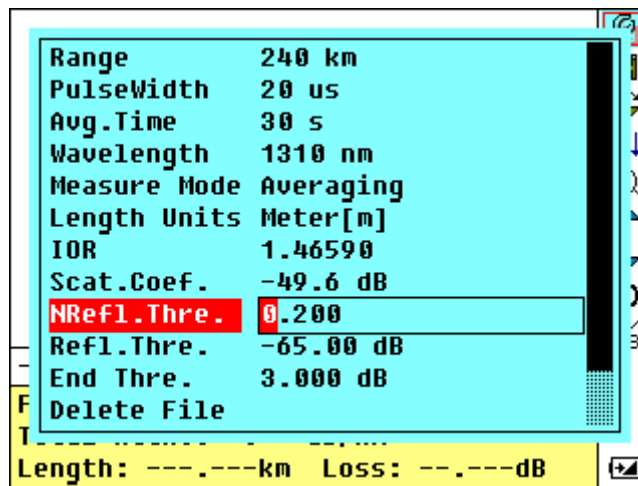 Range 240 km
PulseWidth 20 us
Avg.Time 30 s
Wavelength 1310 nm
Measure Mode Averaging
Length Units Meter[m]
IOR 1.46590
Scat.Coef. -49.6 dB
NRefl.Thre. 0.200
Refl.Thre. -65.00 dB
End Thre. 3.000 dB
Delete File
Length: ---.---km Loss: --.---dB